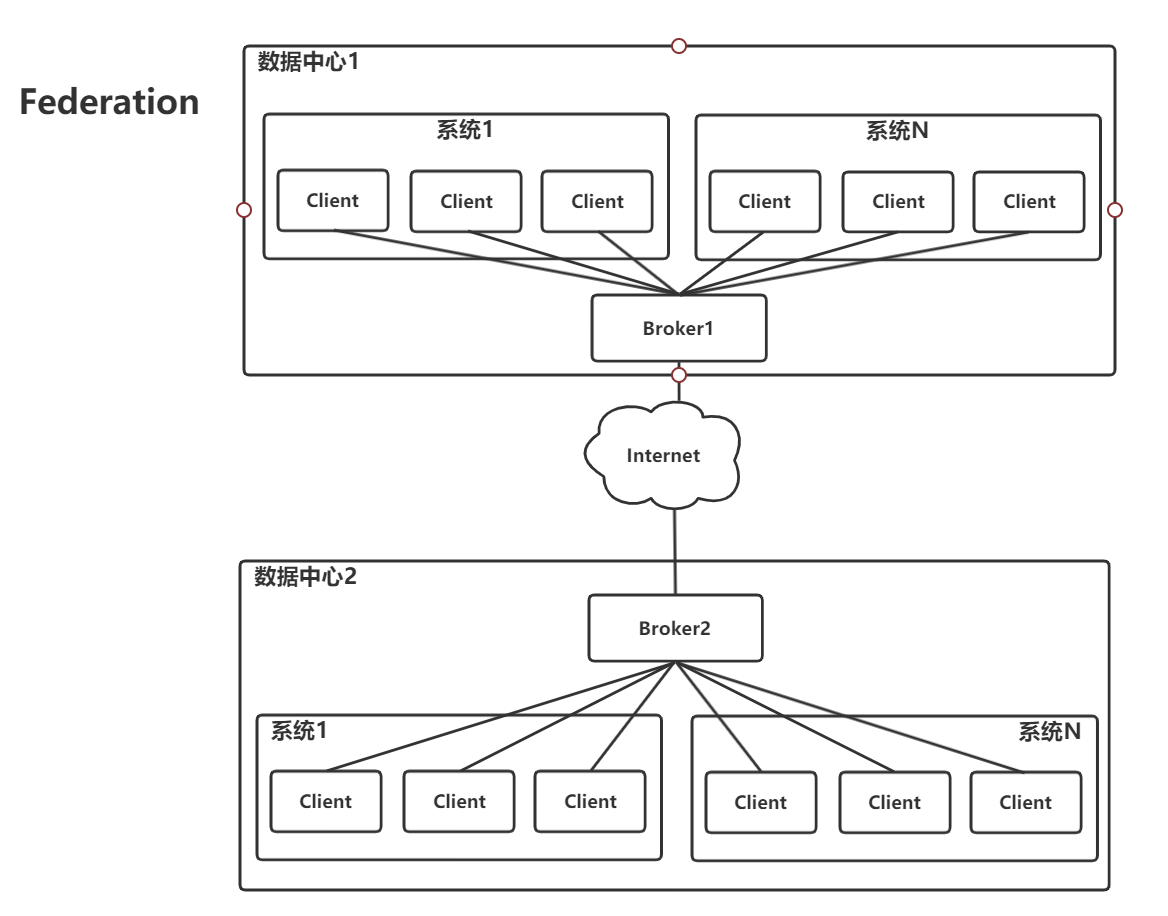 数据中心1
Federation
系统1
系统N
Client
Client
Client
Client
Client
Client
Broker1
Internet
数据中心2
Broker2
系统1
系统N
Client
Client
Client
Client
Client
Client